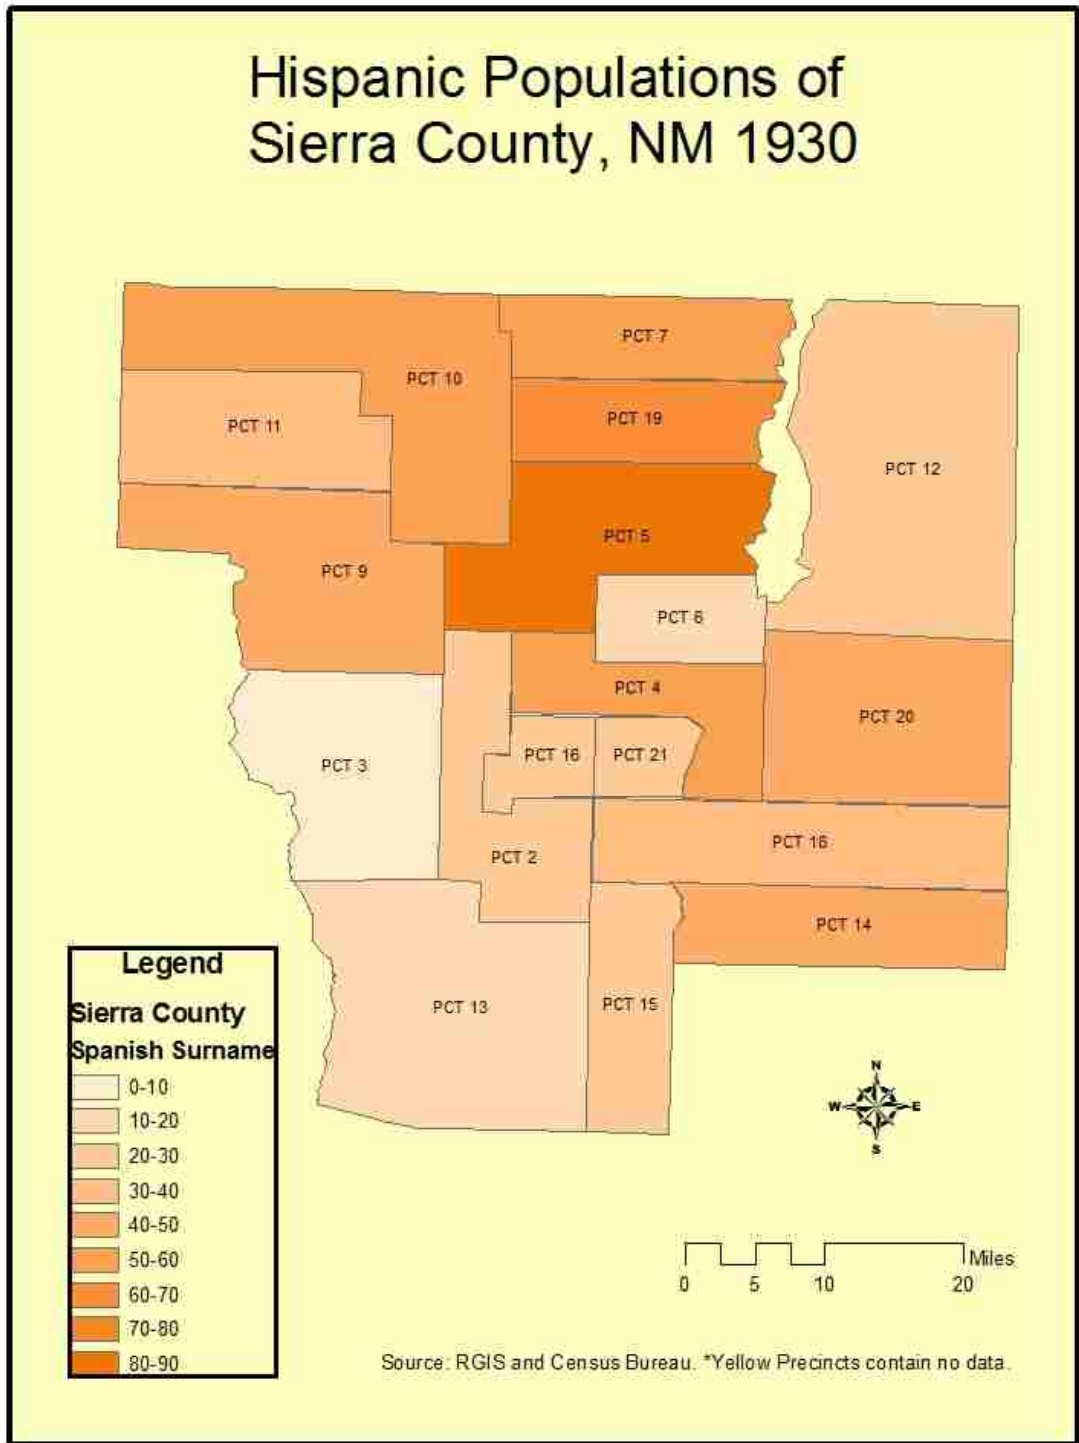 Hispanic Populations of
Sierra County, NM 1930
PCT 7
PCT 10
PCT 19
PCT 11
PCT 12
PCT 5
PCT 9
PCT 6
PCT 4
PCT 20
PCT 16
PCT 21
PCT 3
PCT 16
PCT 2
PCT 14
PCT 13
PCT 15
Legend
Sierra County
Spanish Surname
0-10
10-20
20-30
30-40
40-50
50-60
60-70
70-80
80-90
N
W E
S
Miles
0 5 10 20
Source: RGIS and Census Bureau. *Yellow Precincts contain no data.